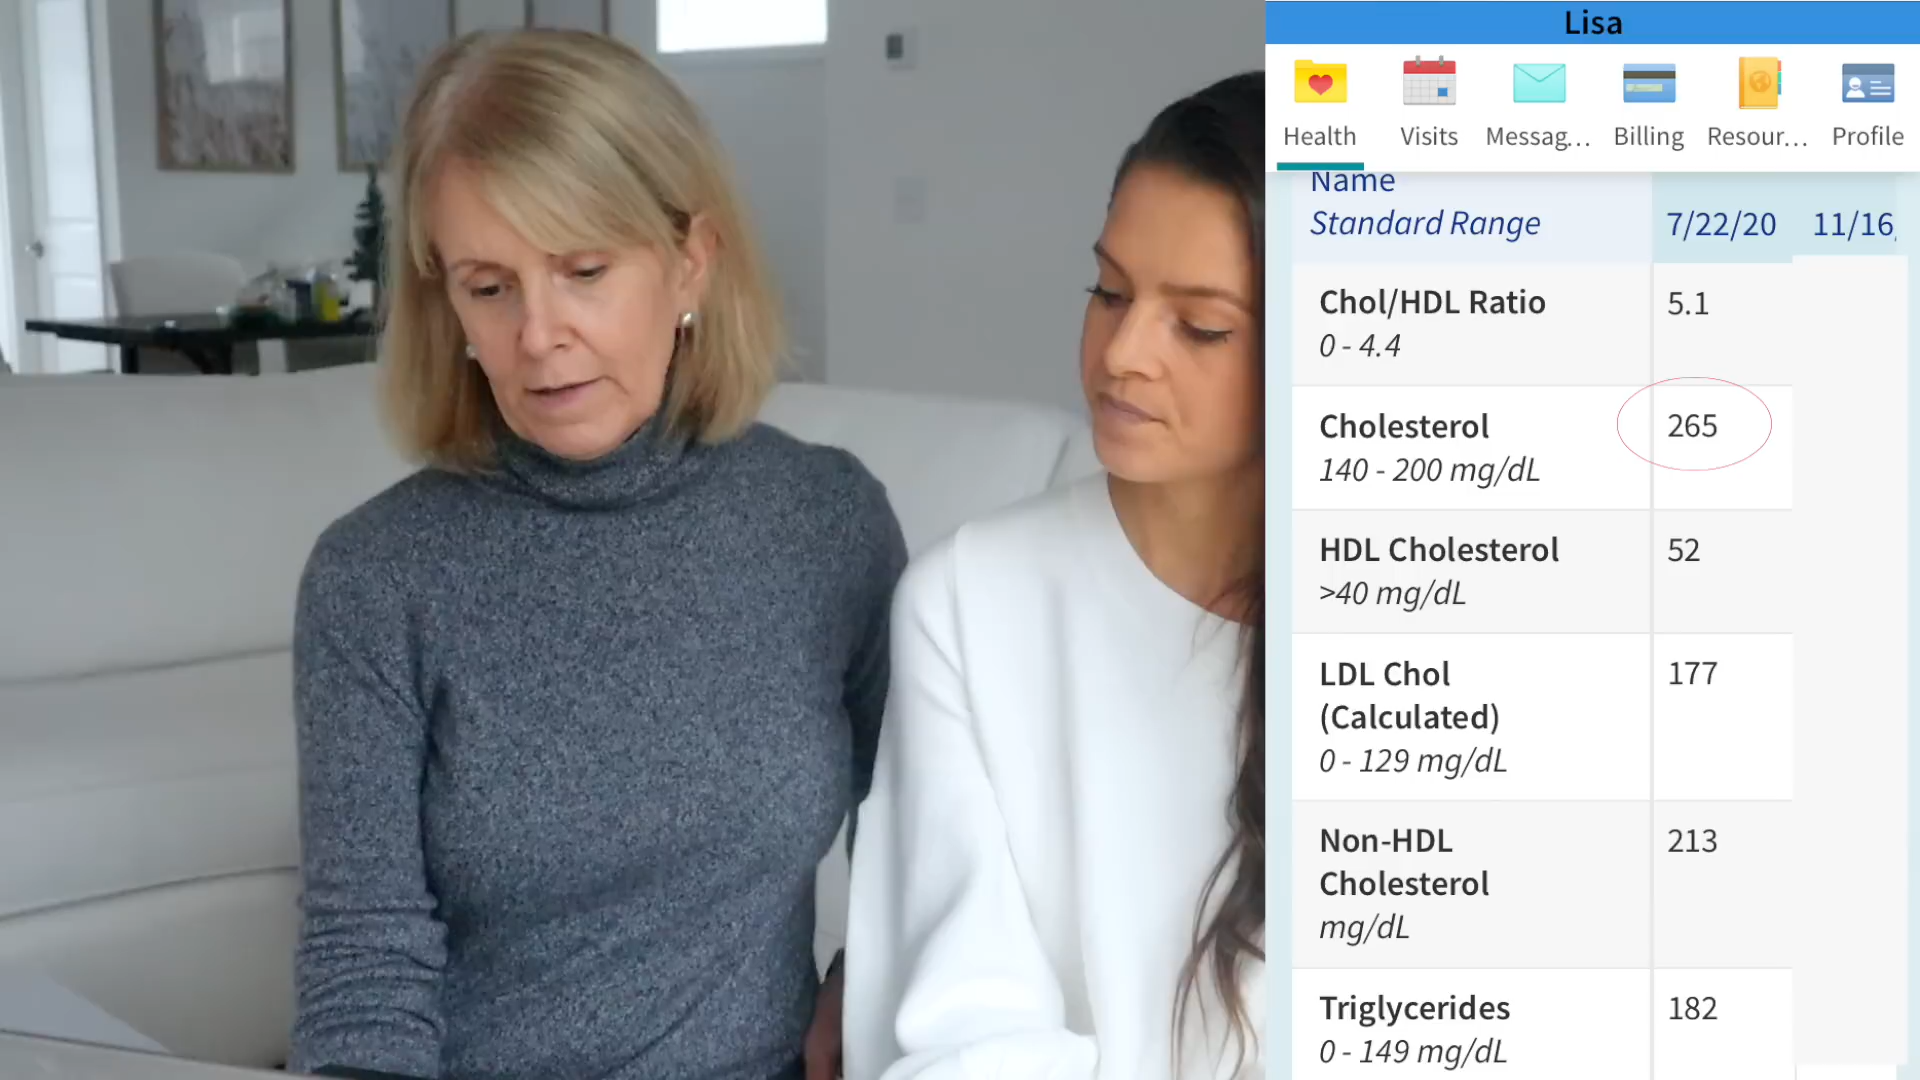 Lisa
Health Visits Messag... Billing Resour... Profile
Name
Standard Range 7/22/20 11/16
Chol/HDL Ratio 5.1
0 - 4.4
Cholesterol 265
140 - 200 mg/dL
HDL Cholesterol 52
>40 mg/dL
LDL Chol 177
(Calculated)
0 - 129 mg/dL
Non-HDL 213
Cholesterol
mg/dL
Triglycerides 182
0 - 149 mg/dL